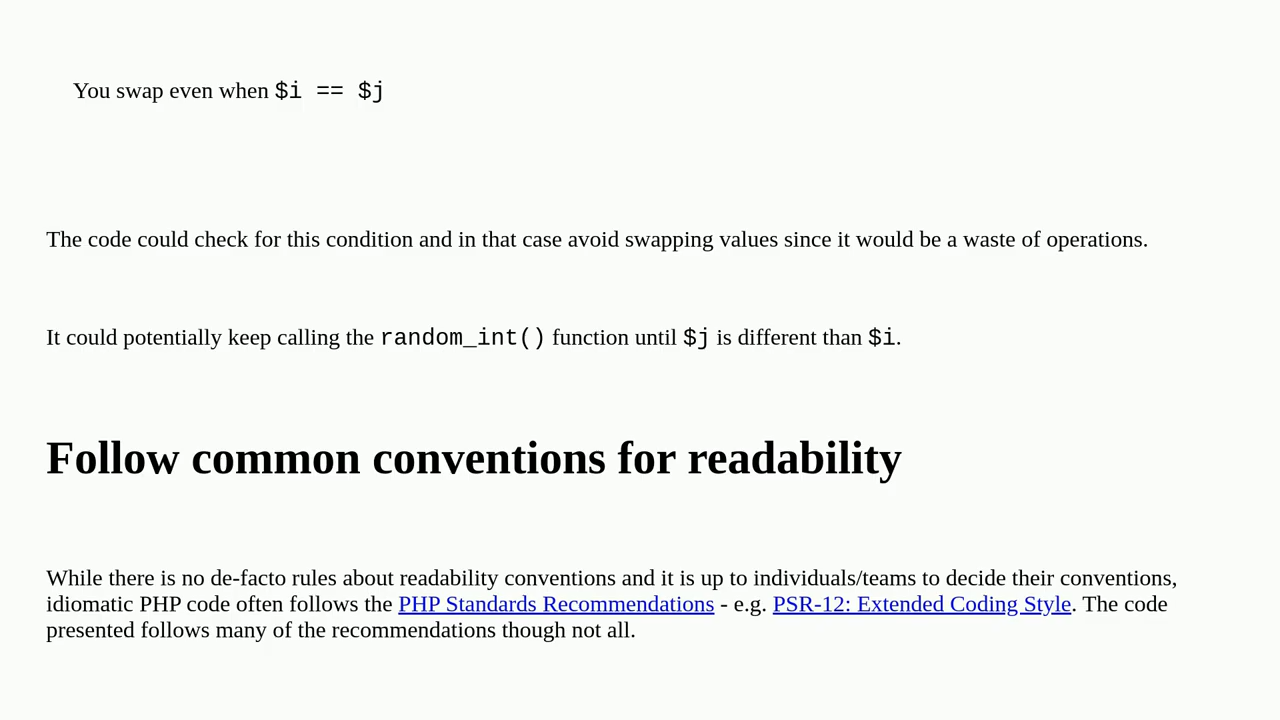 You swap even when $i == $j
The code could check for this condition and in that case avoid swapping values since it would be a waste of operations.
It could potentially keep calling the random_int() function until $j is different than $i.
Follow common conventions for readability
While there is no de-facto rules about readability conventions and it is up to individuals/teams to decide their conventions,
idiomatic PHP code often follows the PHP Standards Recommendations - e.g. PSR-12: Extended Coding Style. The code
presented follows many of the recommendations though not all.